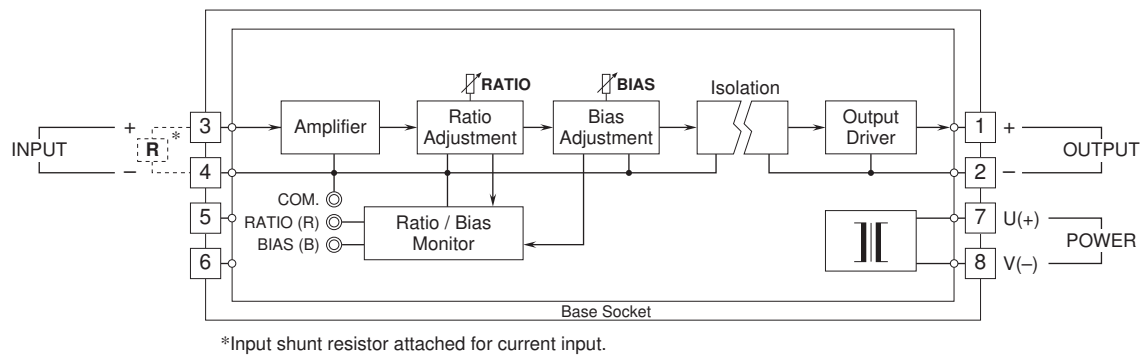 RATIO
BIAS
Isolation
INPUT
+
–
R
*
3
4
5
6
Amplifier
Ratio
Adjustment
Bias
Adjustment
Output
Driver
COM.
RATIO (R)
BIAS (B)
Ratio / Bias
Monitor
1
+
2
–
OUTPUT
7
U(+)
8
V(–)
POWER
Base Socket
*Input shunt resistor attached for current input.